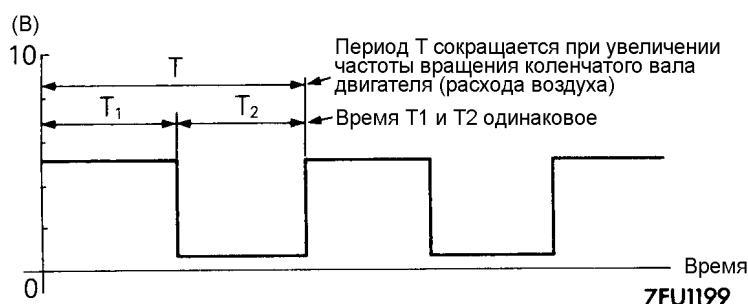 (В)
10
T
Период T сокращается при увеличении
частоты вращения коленчатого вала
двигателя (расхода воздуха)
T₁
T₂
Время T1 и T2 одинаковое
Время
0
7FU1199